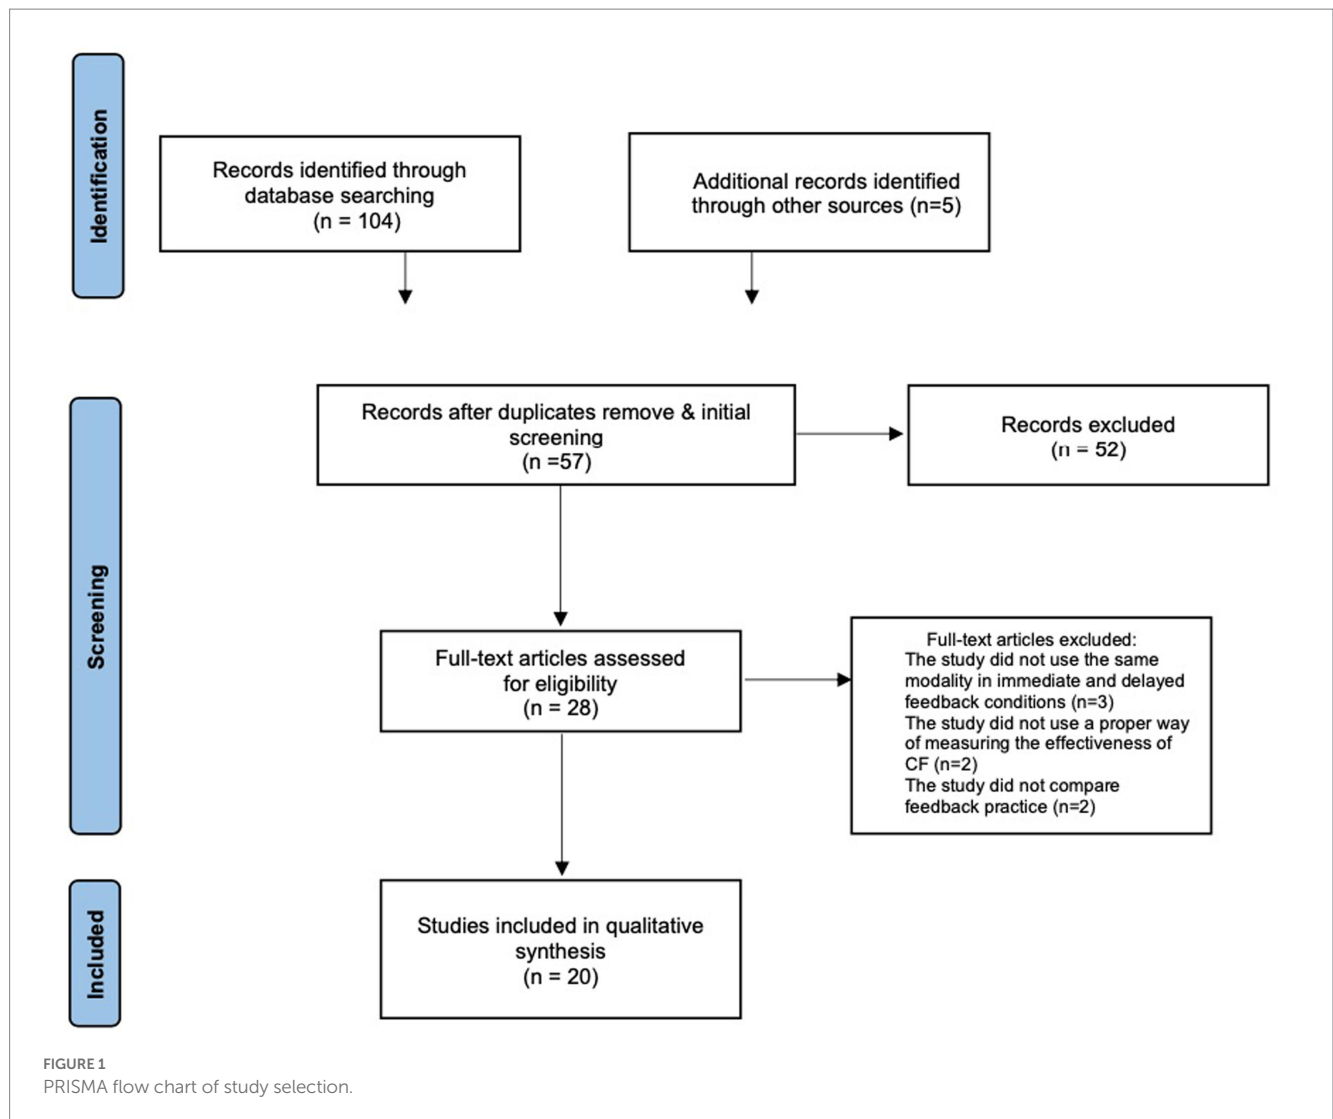 Identification
Records identified through
database searching
(n = 104)
Additional records identified
through other sources (n=5)
Screening
Records after duplicates remove & initial
screening
(n =57)
Records excluded
(n = 52)
Full-text articles assessed
for eligibility
(n = 28)
Full-text articles excluded:
The study did not use the same
modality in immediate and delayed
feedback conditions (n=3)
The study did not use a proper way
of measuring the effectiveness of
CF (n=2)
The study did not compare
feedback practice (n=2)
Included
Studies included in qualitative
synthesis
(n = 20)
FIGURE 1
PRISMA flow chart of study selection.